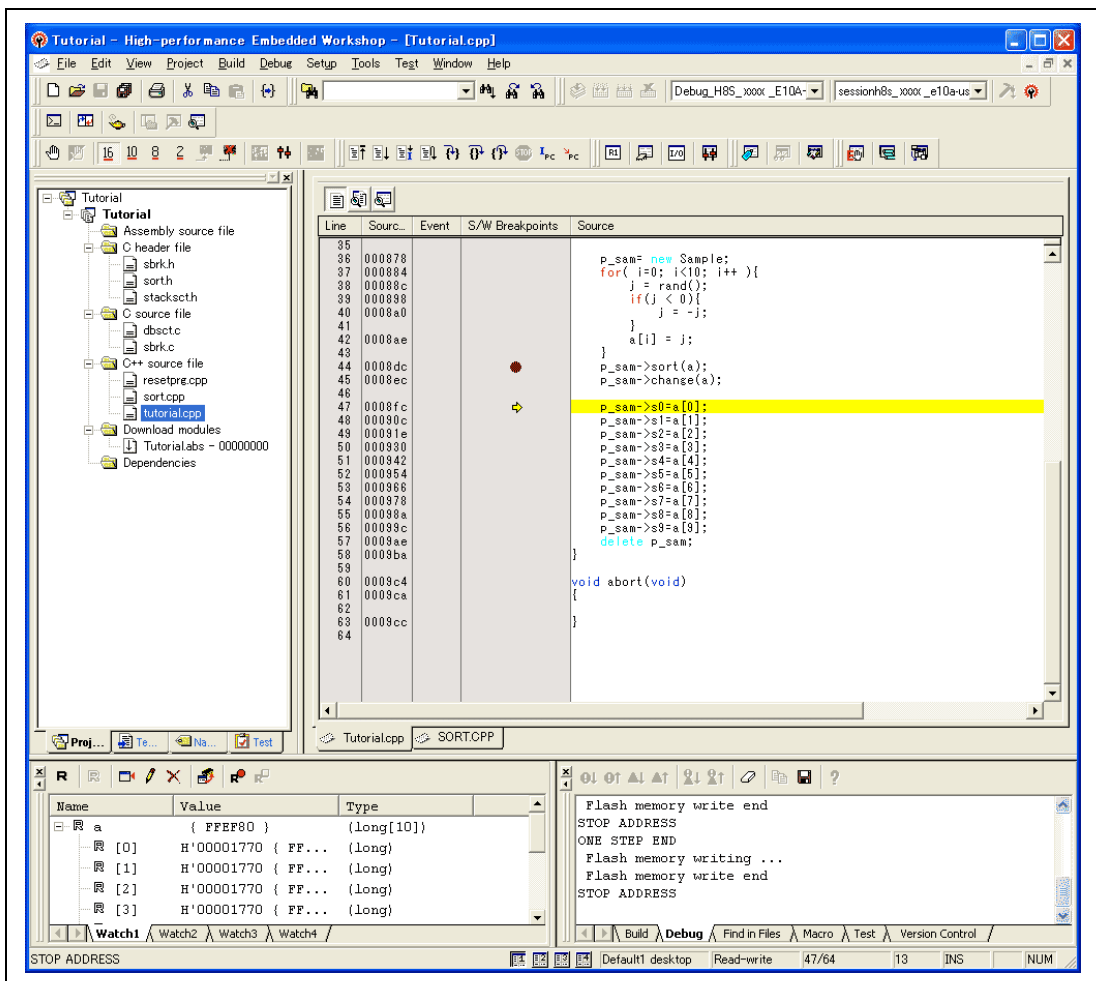 Tutorial - High-performance Embedded Workshop - [Tutorial.cpp]
File Edit View Project Build Debug Setup Tools Test Window Help
Debug_H8S_xxxx_E10A- sessionh8s_xxxx_e10a-us
16 10 8 2
Tutorial
Tutorial
Assembly source file
C header file
sbrk.h
sort.h
stacksct.h
C source file
dbsct.c
sbrk.c
C++ source file
resetprg.cpp
sort.cpp
tutorial.cpp
Download modules
Tutorial.abs - 00000000
Dependencies
Proj... Te... Na... Test
Line Sourc... Event S/W Breakpoints Source
35
36 000878 p_sam= new Sample;
37 000884 for( i=0; i<10; i++ ){
38 00088c j = rand();
39 000898 if(j < 0){
40 0008a0 j = -j;
41 }
42 0008ae a[i] = j;
43 }
44 0008dc p_sam->sort(a);
45 0008ec p_sam->change(a);
46
47 0008fc p_sam->s0=a[0];
48 00090c p_sam->s1=a[1];
49 00091e p_sam->s2=a[2];
50 000930 p_sam->s3=a[3];
51 000942 p_sam->s4=a[4];
52 000954 p_sam->s5=a[5];
53 000966 p_sam->s6=a[6];
54 000978 p_sam->s7=a[7];
55 00098a p_sam->s8=a[8];
56 00099c p_sam->s9=a[9];
57 0009ae delete p_sam;
58 0009ba }
59
60 0009c4 void abort(void)
61 0009ca {
62
63 0009cc }
64
Tutorial.cpp SORT.CPP
Name Value Type
R a { FFEF80 } (long[10])
R [0] H'00001770 { FF... (long)
R [1] H'00001770 { FF... (long)
R [2] H'00001770 { FF... (long)
R [3] H'00001770 { FF... (long)
Watch1 Watch2 Watch3 Watch4
Flash memory write end
STOP ADDRESS
ONE STEP END
Flash memory writing ...
Flash memory write end
STOP ADDRESS
Build Debug Find in Files Macro Test Version Control
STOP ADDRESS Default1 desktop Read-write 47/64 13 INS NUM